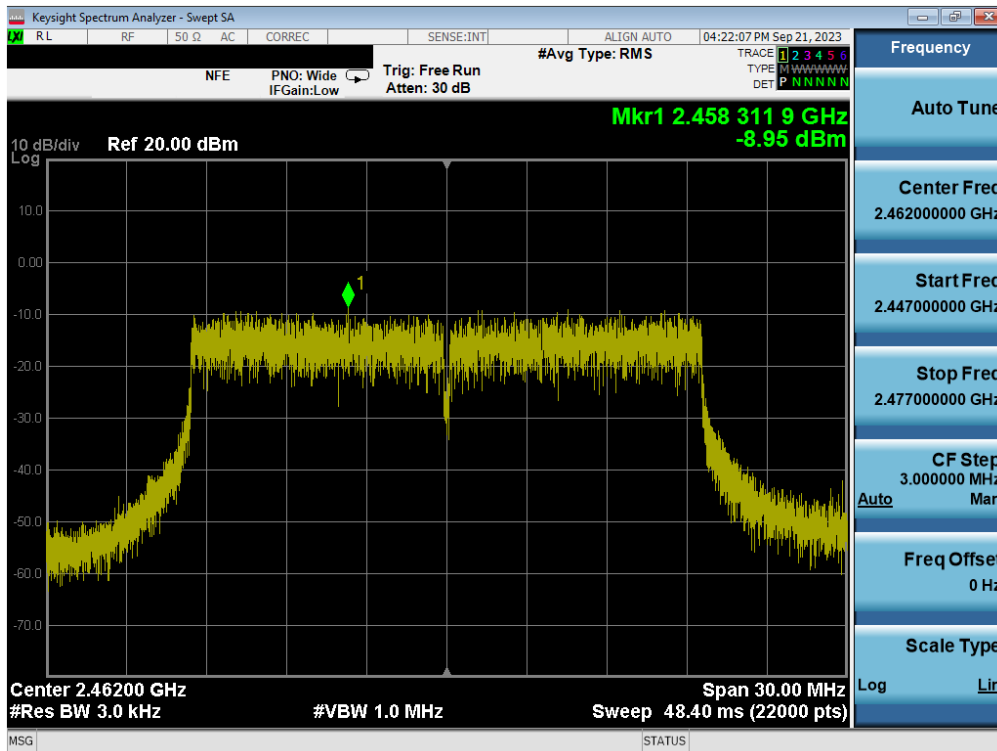 Keysight Spectrum Analyzer - Swept SA
LXI RL RF 50 Ω AC CORREC SENSE:INT ALIGN AUTO 04:22:07 PM Sep 21, 2023
NFE PNO: Wide IFGain:Low Trig: Free Run Atten: 30 dB #Avg Type: RMS
TRACE 1 2 3 4 5 6
TYPE M W W W W W
DET P N N N N N
Mkr1 2.458 311 9 GHz
-8.95 dBm
10 dB/div Ref 20.00 dBm
Log
1
10.0
0.00
-10.0
-20.0
-30.0
-40.0
-50.0
-60.0
-70.0
Center 2.46200 GHz Span 30.00 MHz
#Res BW 3.0 kHz #VBW 1.0 MHz Sweep 48.40 ms (22000 pts)
MSG STATUS
Frequency
Auto Tune
Center Freq
2.462000000 GHz
Start Freq
2.447000000 GHz
Stop Freq
2.477000000 GHz
CF Step
3.000000 MHz
Auto Man
Freq Offset
0 Hz
Scale Type
Log Lin